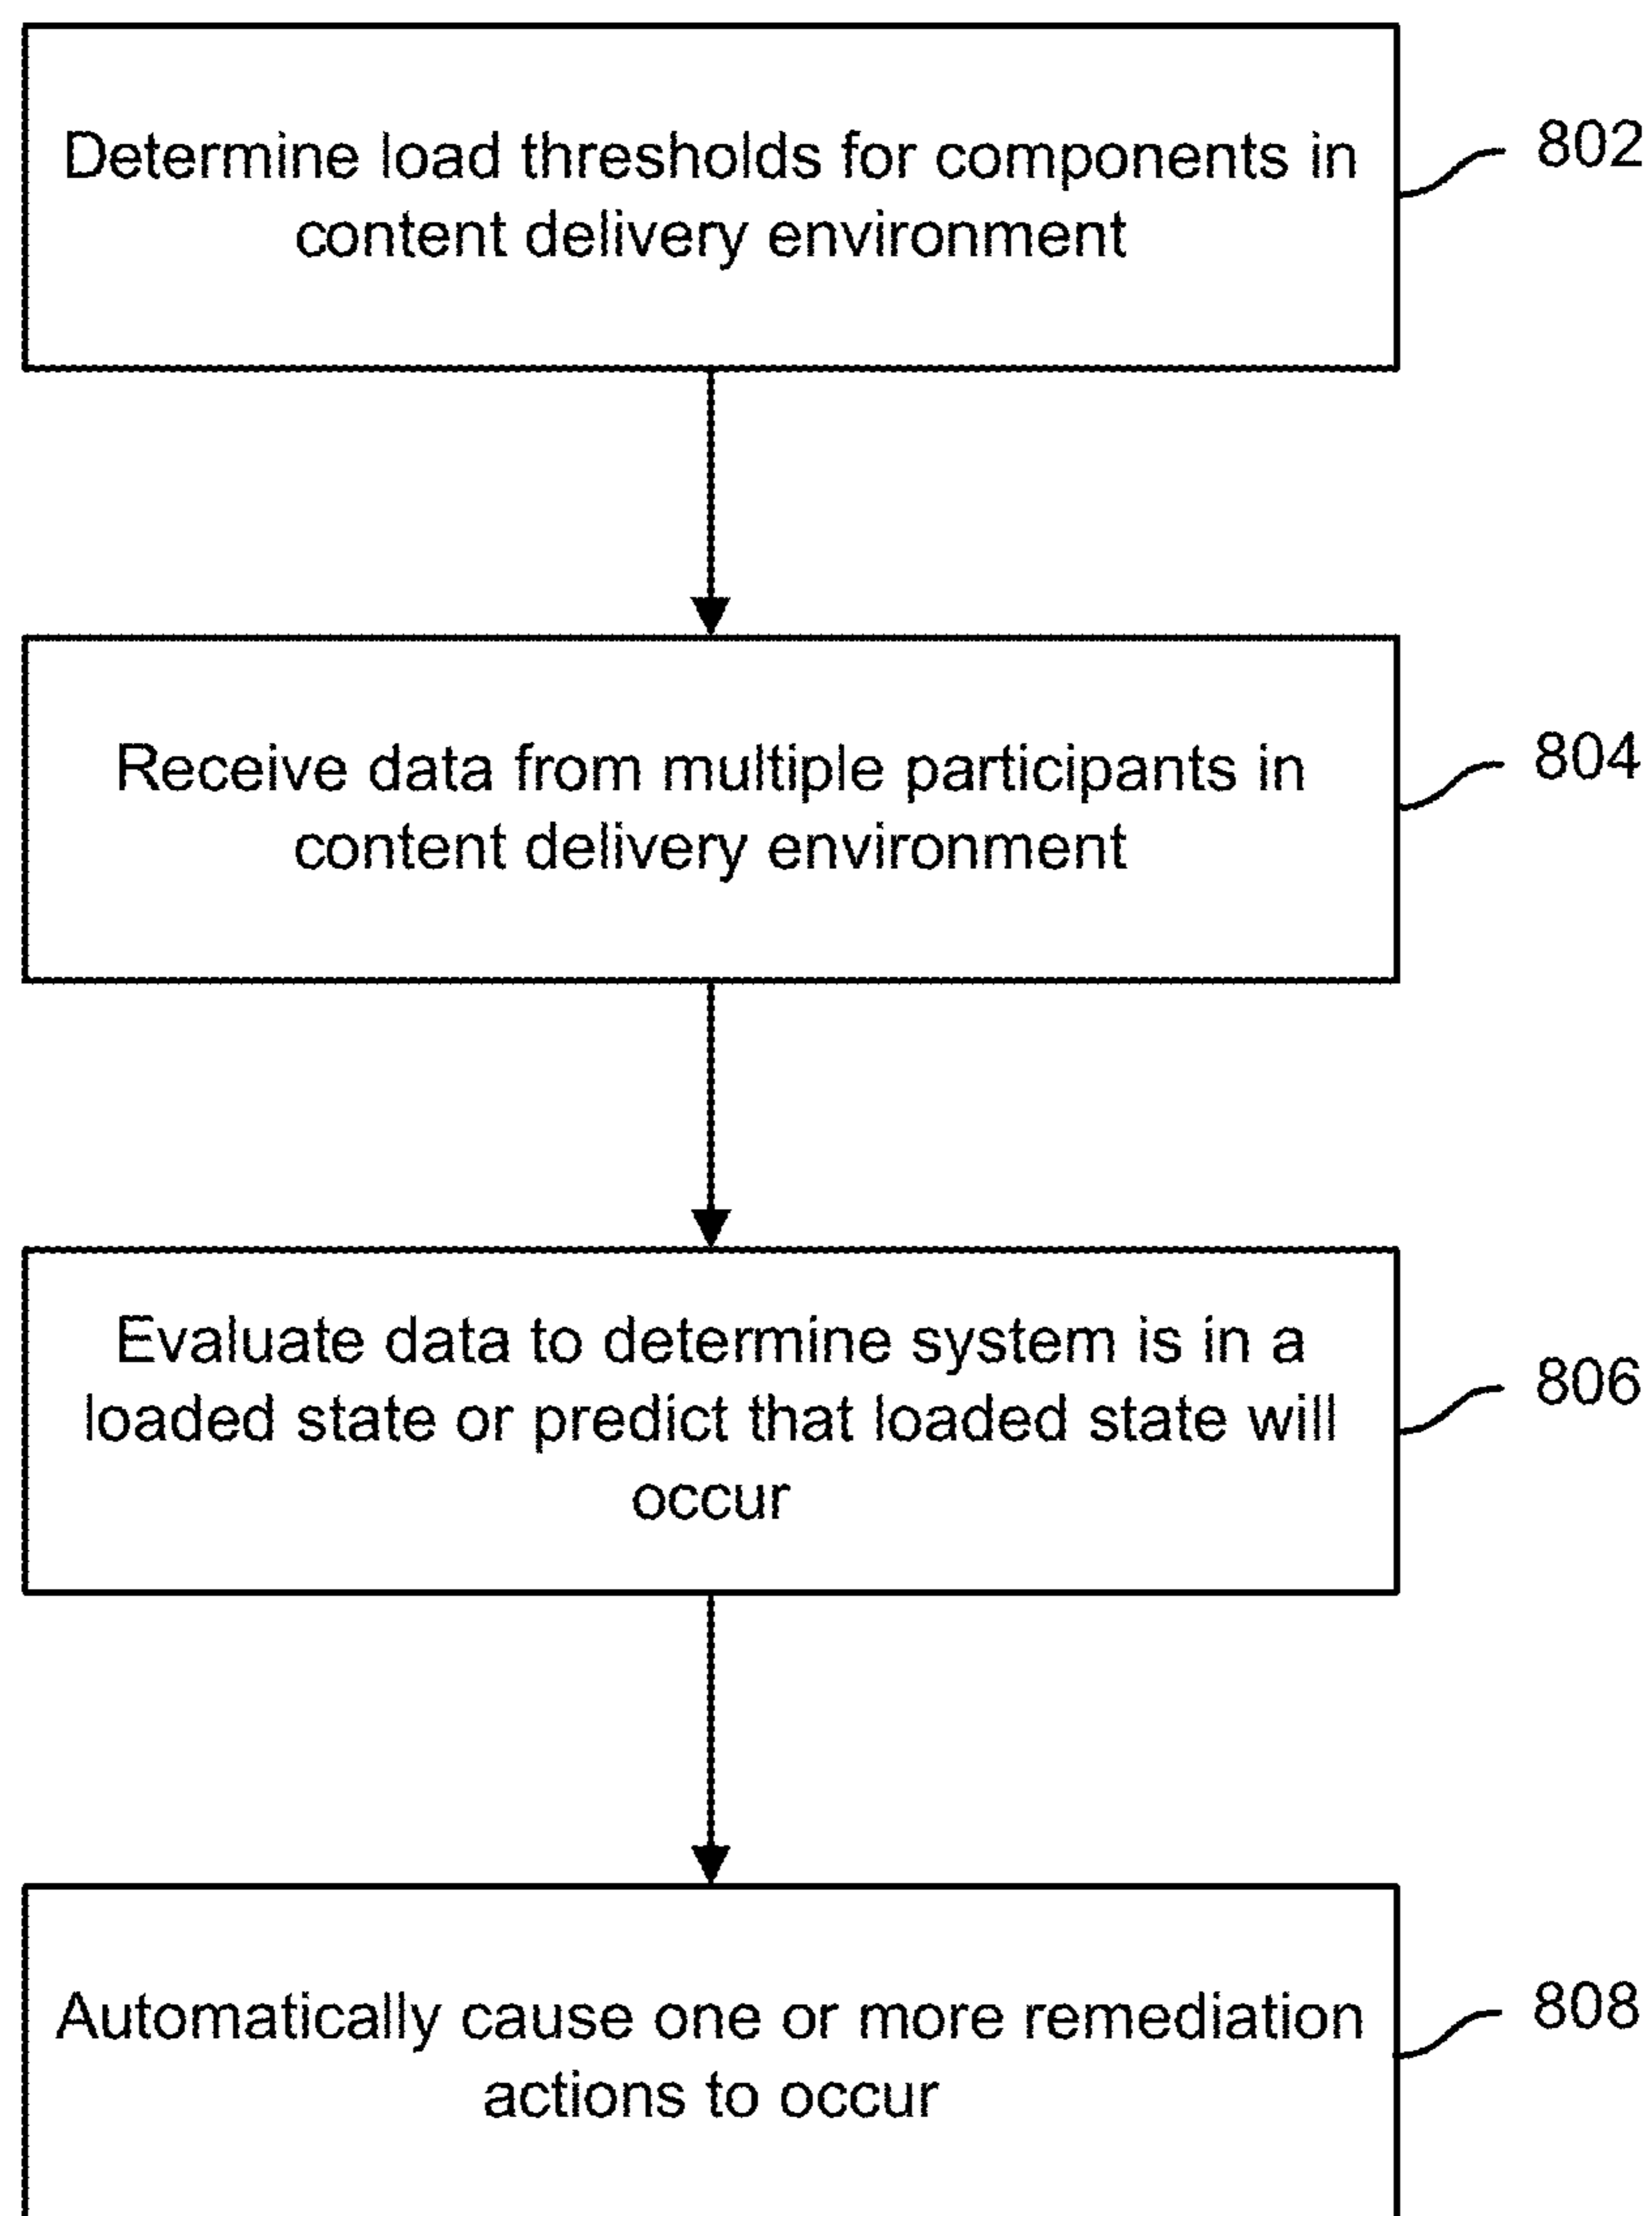 Determine load thresholds for components in
content delivery environment
802
Receive data from multiple participants in
content delivery environment
804
Evaluate data to determine system is in a
loaded state or predict that loaded state will
occur
806
Automatically cause one or more remediation
actions to occur
808